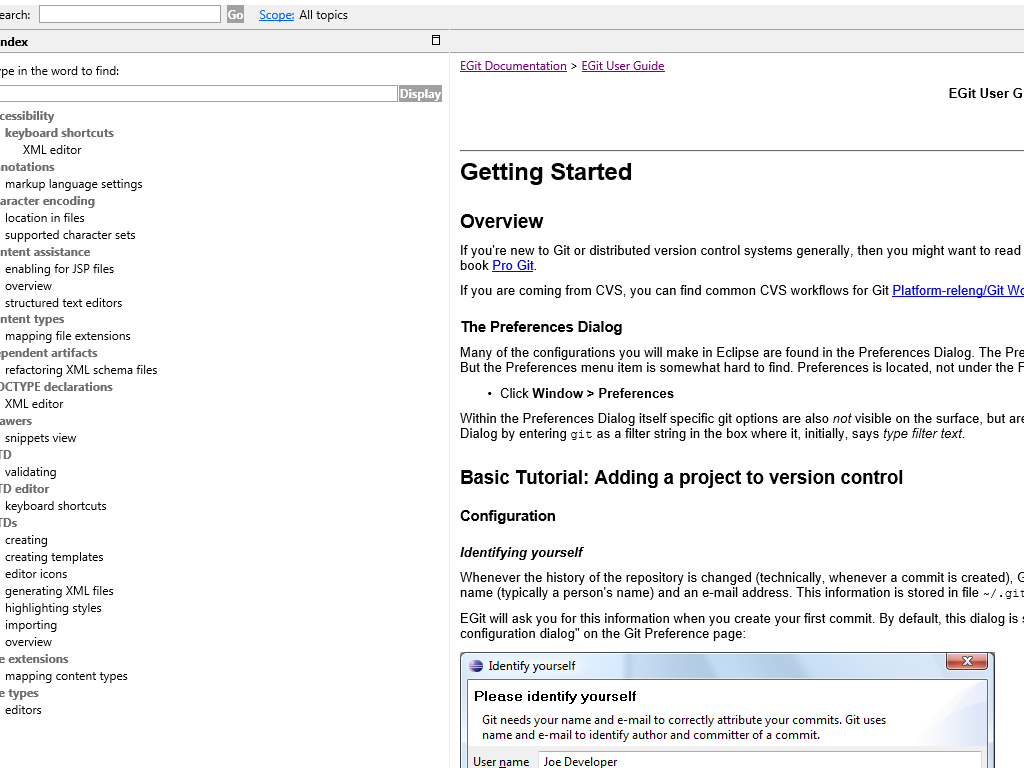 earch: Go Scope: All topics
ndex
ype in the word to find:
Display
cessibility
keyboard shortcuts
XML editor
notations
markup language settings
aracter encoding
location in files
supported character sets
ntent assistance
enabling for JSP files
overview
structured text editors
ntent types
mapping file extensions
ependent artifacts
refactoring XML schema files
OCTYPE declarations
XML editor
awers
snippets view
TD
validating
TD editor
keyboard shortcuts
TDs
creating
creating templates
editor icons
generating XML files
highlighting styles
importing
overview
e extensions
mapping content types
e types
editors
EGit Documentation > EGit User Guide
EGit User G
Getting Started
Overview
If you're new to Git or distributed version control systems generally, then you might want to read
book Pro Git.
If you are coming from CVS, you can find common CVS workflows for Git Platform-releng/Git Wo
The Preferences Dialog
Many of the configurations you will make in Eclipse are found in the Preferences Dialog. The Pre
But the Preferences menu item is somewhat hard to find. Preferences is located, not under the F
• Click Window > Preferences
Within the Preferences Dialog itself specific git options are also not visible on the surface, but are
Dialog by entering git as a filter string in the box where it, initially, says type filter text.
Basic Tutorial: Adding a project to version control
Configuration
Identifying yourself
Whenever the history of the repository is changed (technically, whenever a commit is created), G
name (typically a person's name) and an e-mail address. This information is stored in file ~/.git
EGit will ask you for this information when you create your first commit. By default, this dialog is s
configuration dialog" on the Git Preference page:
Identify yourself
Please identify yourself
Git needs your name and e-mail to correctly attribute your commits. Git uses
name and e-mail to identify author and committer of a commit.
User name Joe Developer